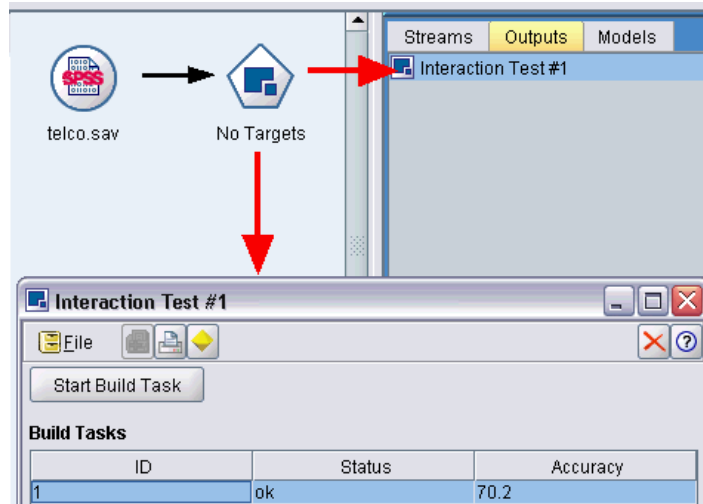 Streams Outputs Models
Interaction Test #1
SPSS
telco.sav
No Targets
Interaction Test #1
File
Start Build Task
Build Tasks
ID Status Accuracy
1 ok 70.2